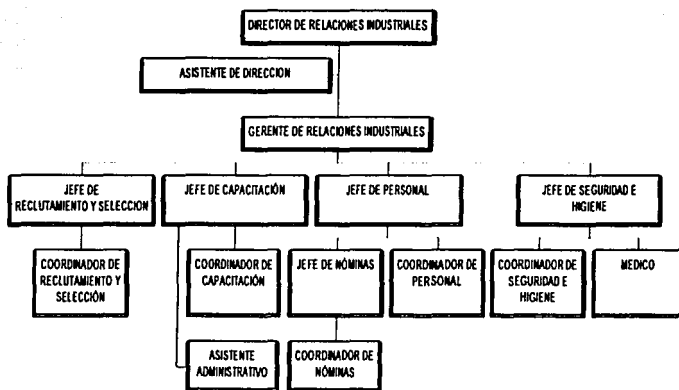 DIRECTOR DE RELACIONES INDUSTRIALES
ASISTENTE DE DIRECCION
GERENTE DE RELACIONES INDUSTRIALES
JEFE DE
RECLUTAMIENTO Y SELECCION
JEFE DE CAPACITACIÓN
JEFE DE PERSONAL
JEFE DE SEGURIDAD E
HIGIENE
COORDINADOR DE
RECLUTAMIENTO Y
SELECCIÓN
COORDINADOR DE
CAPACITACIÓN
JEFE DE NÓMINAS
COORDINADOR DE
PERSONAL
COORDINADOR DE
SEGURIDAD E
HIGIENE
MEDICO
ASISTENTE
ADMINISTRATIVO
COORDINADOR DE
NÓMINAS